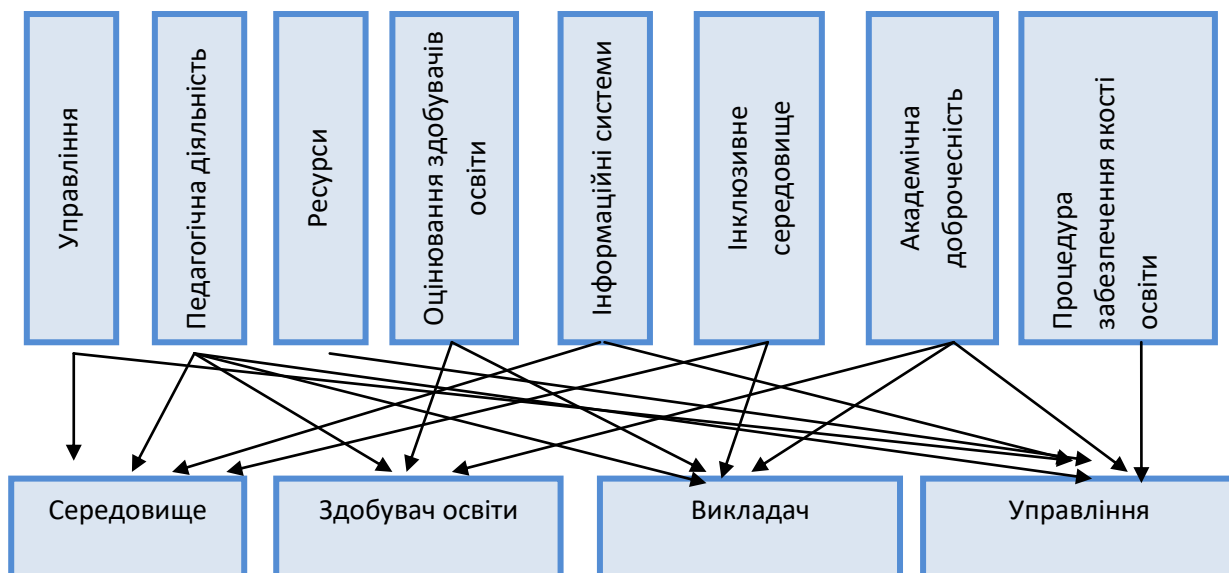 Управління
Педагогічна діяльність
Ресурси
Оцінювання здобувачів
освіти
Інформаційні системи
Інклюзивне
середовище
Академічна
доброчесність
Процедура
забезпечення якості
освіти
Середовище
Здобувач освіти
Викладач
Управління